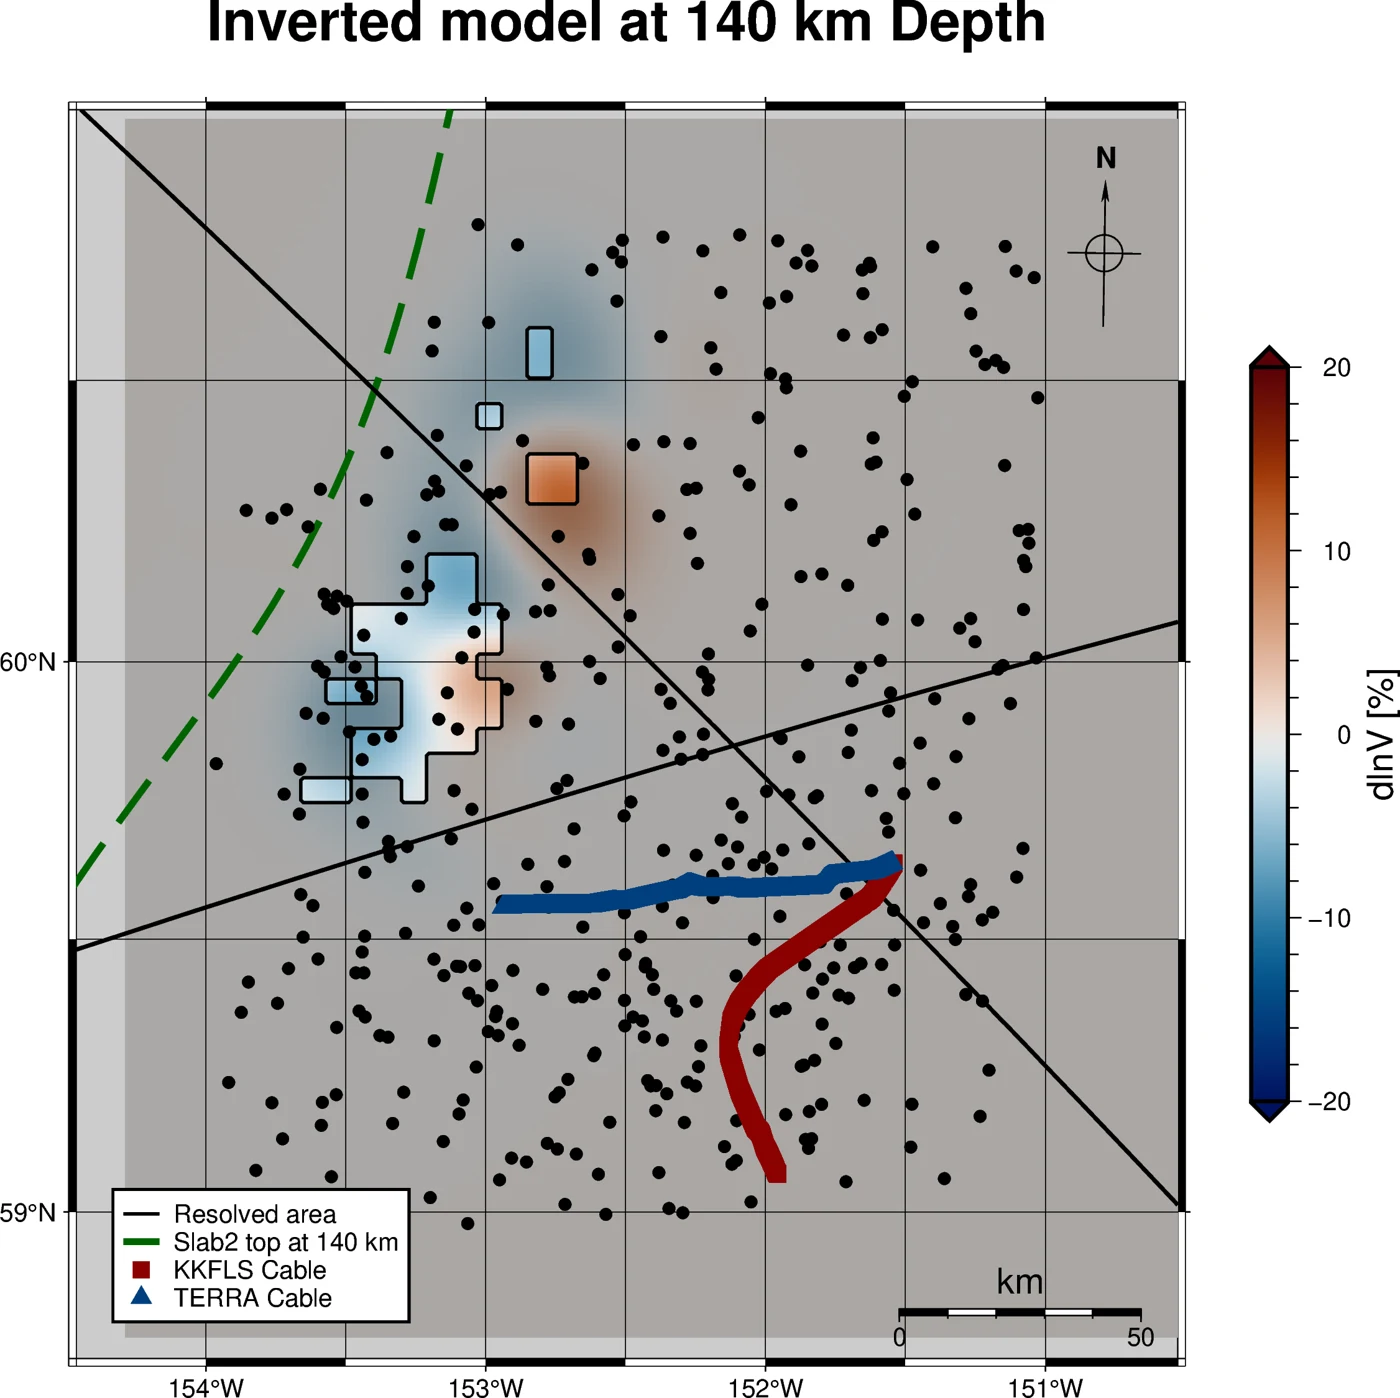 Inverted model at 140 km Depth
N
60°N
59°N
154°W
153°W
152°W
151°W
Resolved area
Slab2 top at 140 km
KKFLS Cable
TERRA Cable
km
0
50
20
10
0
−10
−20
dlnV [%]